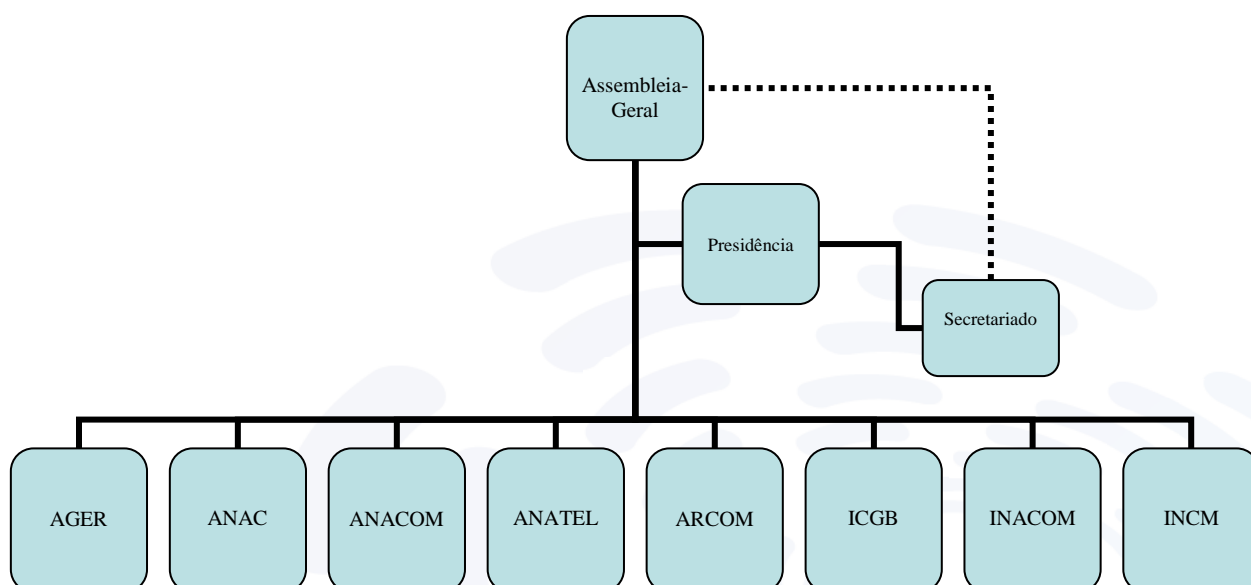 Assembleia-
Geral
Presidência
Secretariado
AGER
ANAC
ANACOM
ANATEL
ARCOM
ICGB
INACOM
INCM